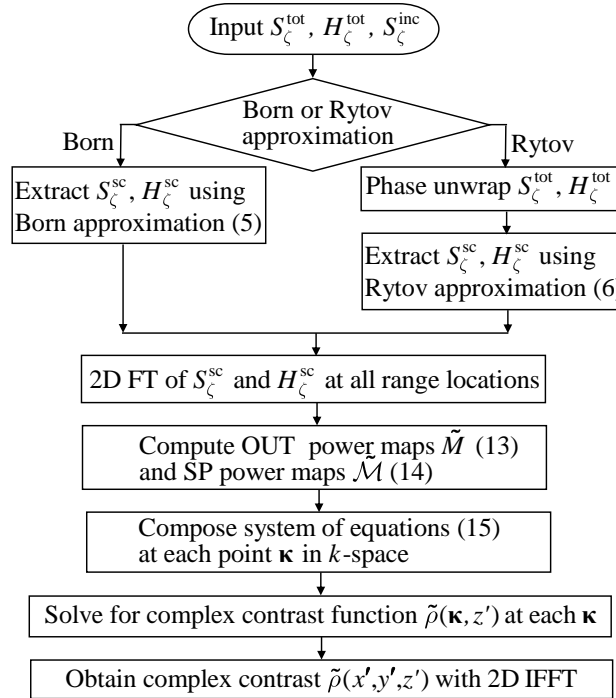 Input S_ζ^tot, H_ζ^tot, S_ζ^inc
Born or Rytov
approximation
Born
Rytov
Extract S_ζ^sc, H_ζ^sc using
Born approximation (5)
Phase unwrap S_ζ^tot, H_ζ^tot
Extract S_ζ^sc, H_ζ^sc using
Rytov approximation (6
2D FT of S_ζ^sc and H_ζ^sc at all range locations
Compute OUT power maps M̃ (13)
and SP power maps ℳ̃ (14)
Compose system of equations (15)
at each point κ in k-space
Solve for complex contrast function ρ̃(κ, z′) at each κ
Obtain complex contrast ρ̃(x′,y′,z′) with 2D IFFT